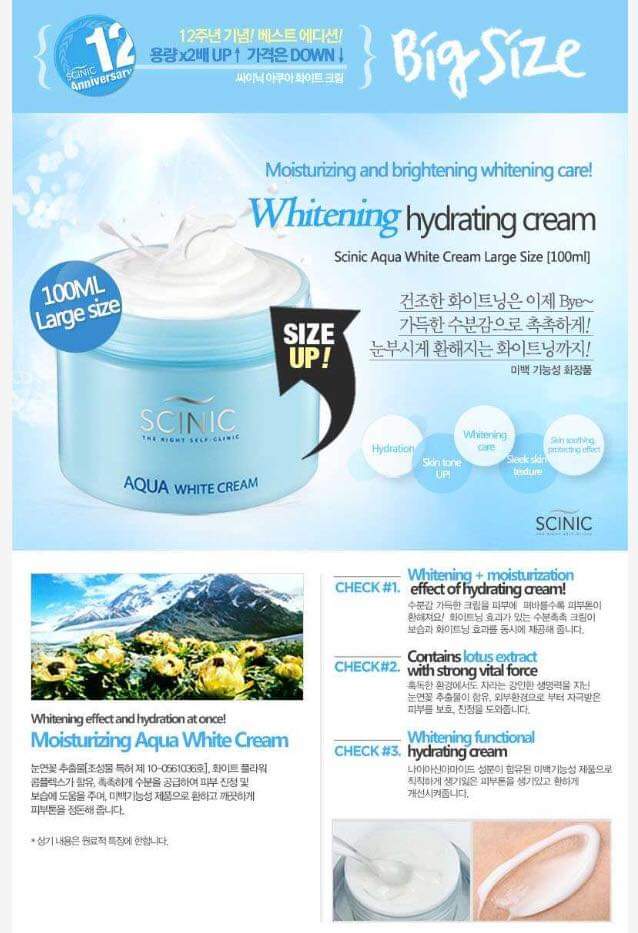 SCINIC
12
Anniversary
12주년 기념! 베스트 에디션!
용량 x2배 UP↑ 가격은 DOWN↓
싸이닉 아쿠아 화이트 크림
Big Size
Moisturizing and brightening whitening care!
Whitening hydrating cream
Scinic Aqua White Cream Large Size [100ml]
100ML
Large size
SIZE
UP!
건조한 화이트닝은 이제 Bye~
가득한 수분감으로 촉촉하게!
눈부시게 환해지는 화이트닝까지!
미백 기능성 화장품
SCINIC
THE RIGHT SELF-CLINIC
AQUA WHITE CREAM
Hydration
Skin tone
UP!
Whitening
care
Sleek skin
texture
Skin soothing,
protecting effect
SCINIC
THE RIGHT SELF-CLINIC
Whitening effect and hydration at once!
Moisturizing Aqua White Cream
눈연꽃 추출물[조성물 특허 제 10-0561036호], 화이트 플라워
콤플렉스가 함유, 촉촉하게 수분을 공급하여 피부 진정 및
보습에 도움을 주며, 미백기능성 제품으로 환하고 깨끗하게
피부톤을 정돈해 줍니다.
* 상기 내용은 원료적 특징에 한합니다.
CHECK #1. Whitening + moisturization
effect of hydrating cream!
수분감 가득한 크림을 피부에 펴바를수록 피부톤이
환해져요! 화이트닝 효과가 있는 수분촉촉 크림이
보습과 화이트닝 효과를 동시에 제공해 줍니다.
CHECK #2. Contains lotus extract
with strong vital force
혹독한 환경에서도 자라는 강인한 생명력을 지닌
눈연꽃 추출물이 함유, 외부환경으로 부터 자극받은
피부를 보호, 진정을 도와줍니다.
CHECK #3. Whitening functional
hydrating cream
나이아신아마이드 성분이 함유된 미백기능성 제품으로
칙칙하게 생기잃은 피부톤을 생기있고 환하게
개선시켜줍니다.